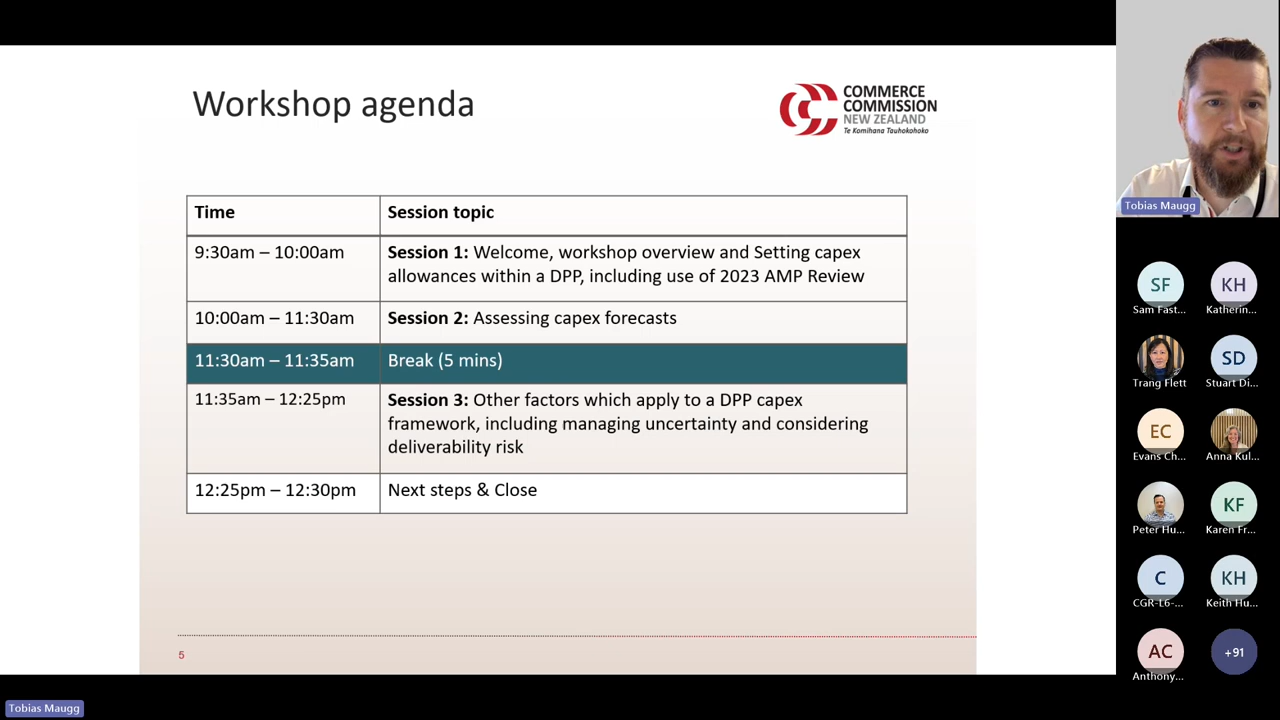 Workshop agenda
COMMERCE
COMMISSION
NEW ZEALAND
Te Komihana Tauhokohoko
Time
Session topic
9:30am – 10:00am
Session 1: Welcome, workshop overview and Setting capex
allowances within a DPP, including use of 2023 AMP Review
10:00am – 11:30am
Session 2: Assessing capex forecasts
11:30am – 11:35am
Break (5 mins)
11:35am – 12:25pm
Session 3: Other factors which apply to a DPP capex
framework, including managing uncertainty and considering
deliverability risk
12:25pm – 12:30pm
Next steps & Close
5
Tobias Maugg
SF
Sam Fast...
KH
Katherin...
Trang Flett
SD
Stuart Di...
EC
Evans Ch...
Anna Kul...
Peter Hu...
KF
Karen Fr...
C
CGR-L6-...
KH
Keith Hu...
AC
Anthony...
+91
Tobias Maugg